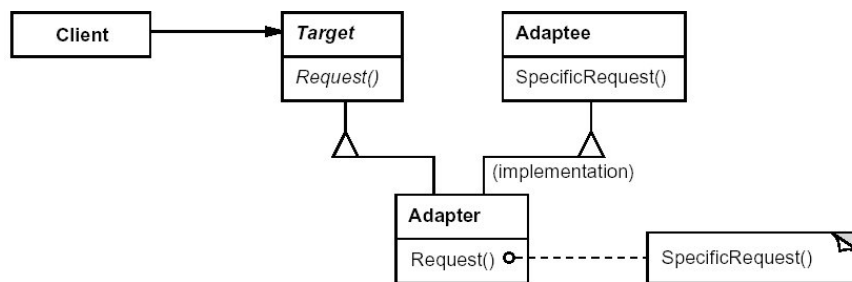 Client
Target
Request()
Adaptee
SpecificRequest()
(implementation)
Adapter
Request()
SpecificRequest()